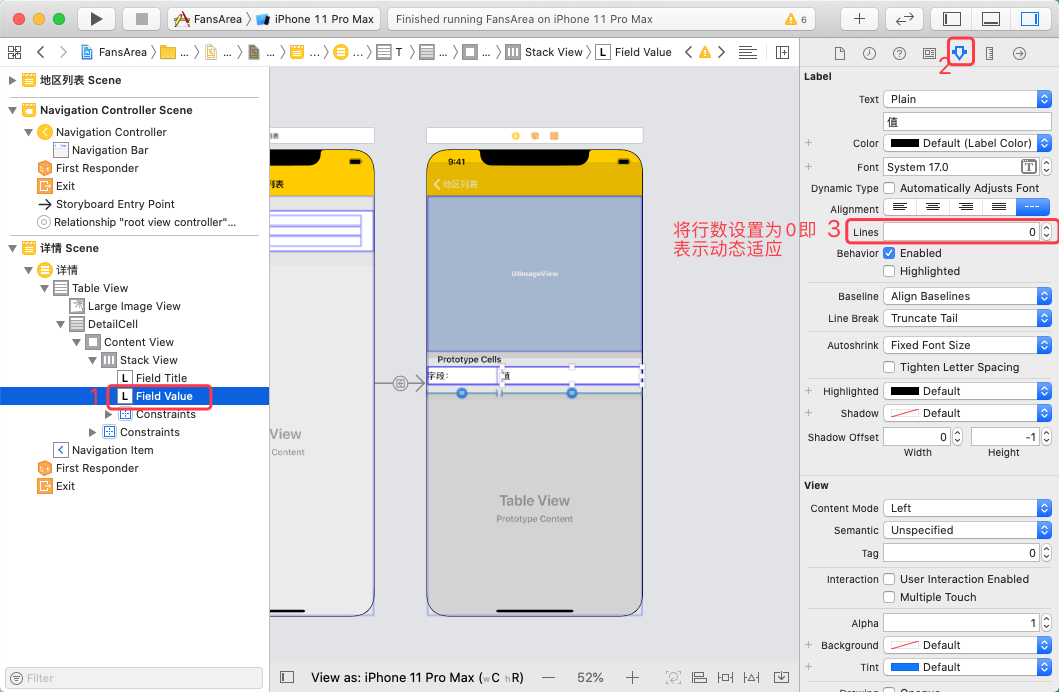 FansArea
iPhone 11 Pro Max
Finished running FansArea on iPhone 11 Pro Max
6
FansArea
...
...
...
...
...
T
...
...
Stack View
L
Field Value
地区列表 Scene
Navigation Controller Scene
Navigation Controller
Navigation Bar
First Responder
Exit
Storyboard Entry Point
Relationship "root view controller"...
详情 Scene
详情
Table View
Large Image View
DetailCell
Content View
Stack View
L Field Title
1
L Field Value
Constraints
Constraints
Navigation Item
First Responder
Exit
Filter
列表
View
Content
9:41
地区列表
UIImageView
Prototype Cells
字段:
值
Table View
Prototype Content
将行数设置为0即
表示动态适应
View as: iPhone 11 Pro Max (wC hR)
52%
2
Label
Text Plain
值
Color Default (Label Color)
Font System 17.0
T
Dynamic Type Automatically Adjusts Font
Alignment
3
Lines 0
Behavior Enabled
Highlighted
Baseline Align Baselines
Line Break Truncate Tail
Autoshrink Fixed Font Size
Tighten Letter Spacing
Highlighted Default
Shadow Default
Shadow Offset 0 -1
Width Height
View
Content Mode Left
Semantic Unspecified
Tag 0
Interaction User Interaction Enabled
Multiple Touch
Alpha 1
Background Default
Tint Default